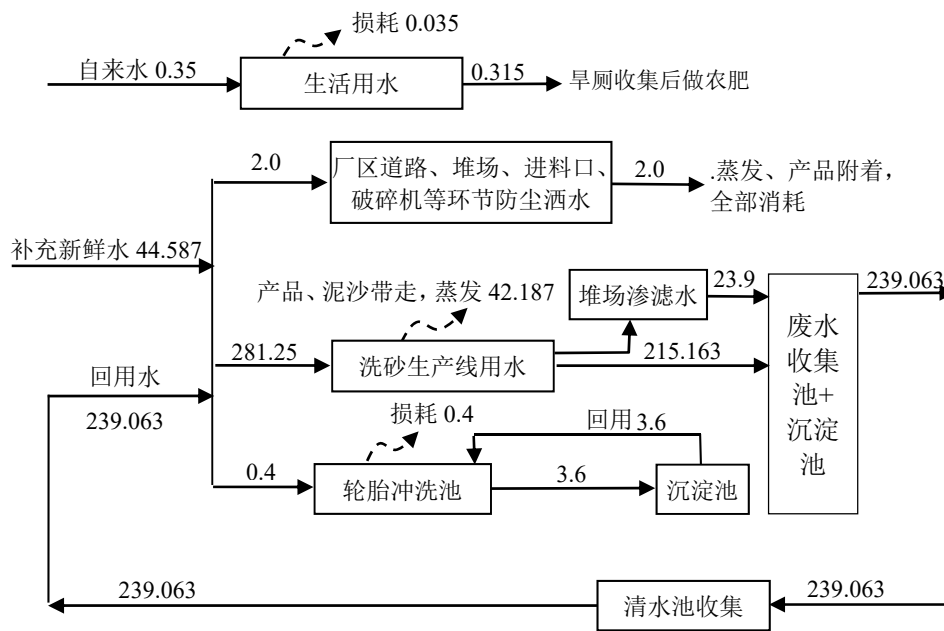 损耗 0.035
自来水 0.35
生活用水
0.315
旱厕收集后做农肥
2.0
厂区道路、堆场、进料口、
破碎机等环节防尘洒水
2.0
.蒸发、产品附着，
全部消耗
补充新鲜水 44.587
产品、泥沙带走，蒸发 42.187
堆场渗滤水
23.9
239.063
281.25
洗砂生产线用水
215.163
废水
收集
池+
沉淀
池
回用水
239.063
损耗 0.4
回用 3.6
0.4
轮胎冲洗池
3.6
沉淀池
239.063
清水池收集
239.063